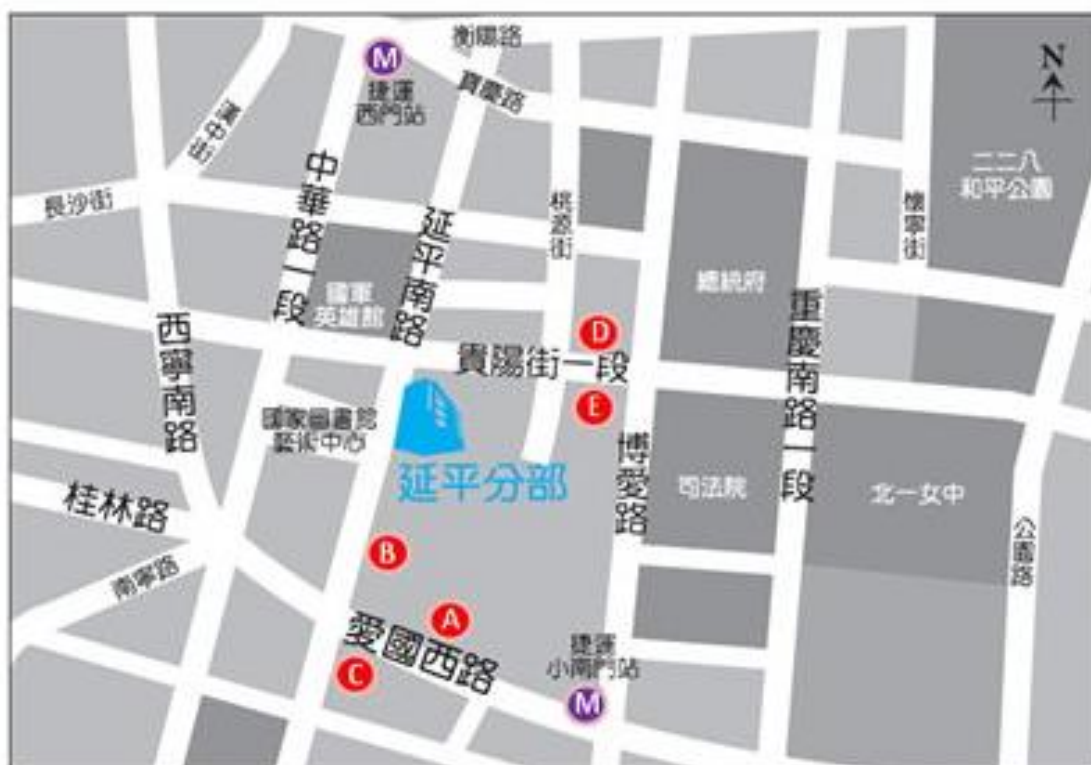 衡陽路
N
M
捷運
西門站
寶慶路
漢中街
二二八
和平公園
長沙街
中華路一段
延平南路
桃源街
懷寧街
國軍
英雄館
總統府
西寧南路
D
重慶南路一段
貴陽街一段
E
國家圖書館
藝術中心
延平分部
博愛路
司法院
北一女中
桂林路
公園路
B
南寧路
A
愛國西路
捷運
小南門站
C
M